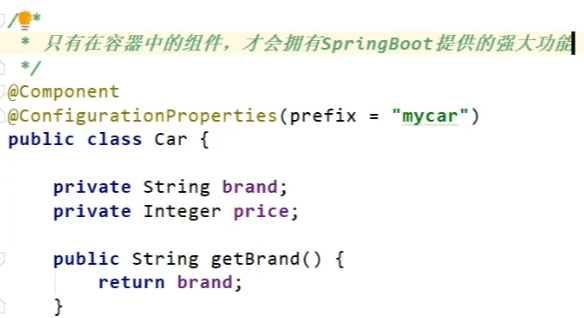 /**
* 只有在容器中的组件，才会拥有SpringBoot提供的强大功能
*/
@Component
@ConfigurationProperties(prefix = "mycar")
public class Car {
private String brand;
private Integer price;
public String getBrand() {
return brand;
}